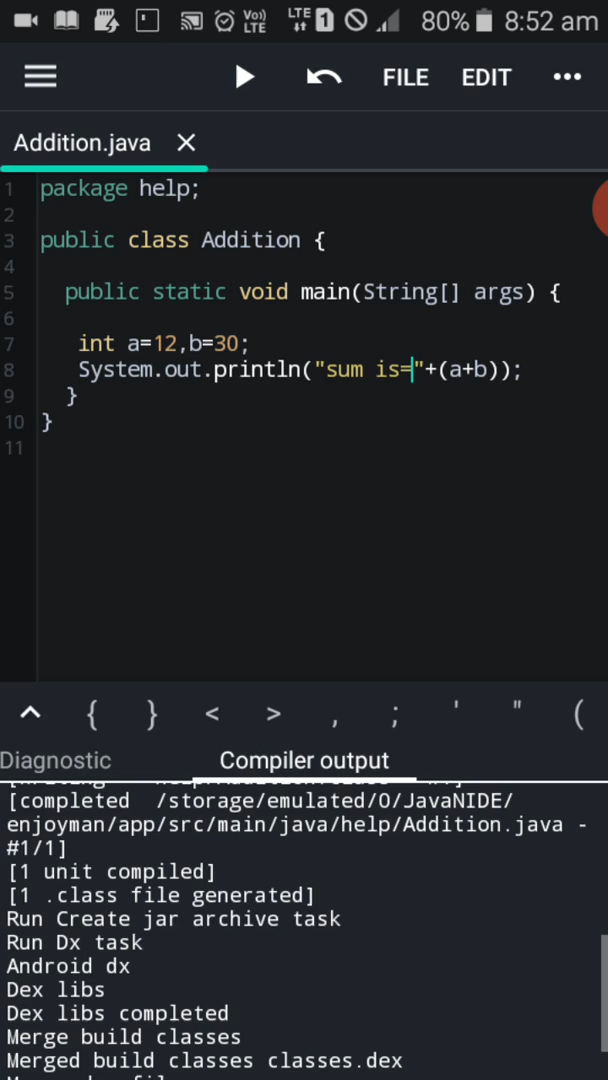 Vo))
LTE
LTE
1
80% 8:52 am
FILE EDIT
Addition.java
1 package help;
2
3 public class Addition {
4
5 public static void main(String[] args) {
6
7 int a=12,b=30;
8 System.out.println("sum is="+(a+b));
9 }
10 }
11
{ } < > , ; ' " (
Diagnostic Compiler output
[completed /storage/emulated/0/JavaNIDE/
enjoyman/app/src/main/java/help/Addition.java -
#1/1]
[1 unit compiled]
[1 .class file generated]
Run Create jar archive task
Run Dx task
Android dx
Dex libs
Dex libs completed
Merge build classes
Merged build classes classes.dex